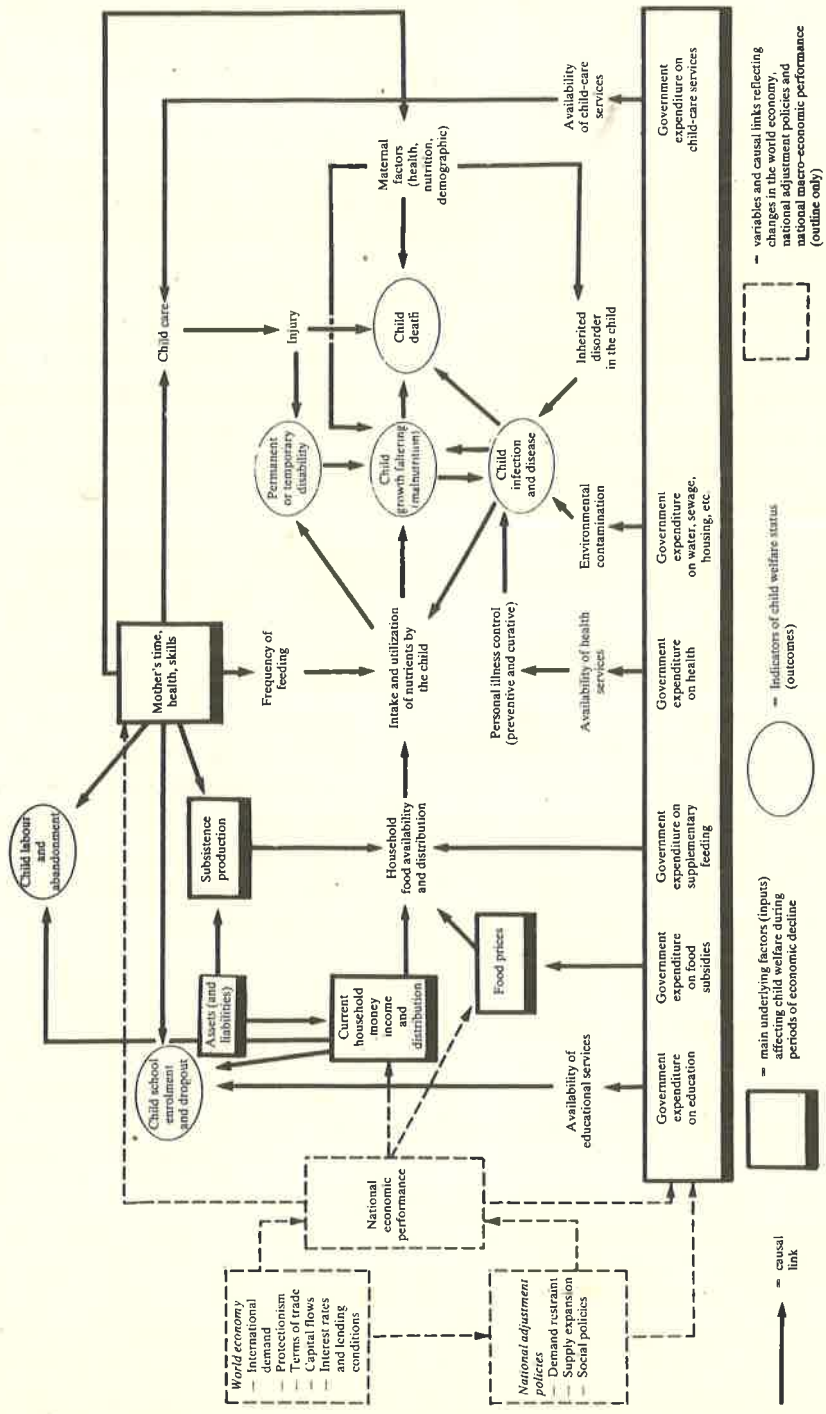 World economy
— International
demand
— Protectionism
— Terms of trade
— Capital flows
— Interest rates
and lending
conditions
National adjustment
policies
— Demand restraint
— Supply expansion
— Social policies
National
economic
performance
Child school
enrolment
and dropout
Child labour
and
abandonment
Assets (and
liabilities)
Subsistence
production
Mother's time,
health, skills
Current
household
money
income
and
distribution
Food prices
Household
food availability
and distribution
Frequency of
feeding
Intake and utilization
of nutrients by
the child
Personal illness control
(preventive and curative)
Availability of health
services
Availability of
educational services
Child care
Injury
Permanent
or temporary
disability
Child
growth faltering
(malnutrition)
Child
death
Child
infection
and disease
Environmental
contamination
Inherited
disorder
in the child
Maternal
factors
(health,
nutrition,
demographic)
Availability
of child-care
services
Government
expenditure
on education
Government
expenditure
on food
subsidies
Government
expenditure on
supplementary
feeding
Government
expenditure
on health
Government
expenditure
on water, sewage,
housing, etc.
Government
expenditure on
child-care services
= causal
link
= main underlying factors (inputs)
affecting child welfare during
periods of economic decline
= Indicators of child welfare status
(outcomes)
= variables and causal links reflecting
changes in the world economy,
national adjustment policies and
national macro-economic performance
(outline only)